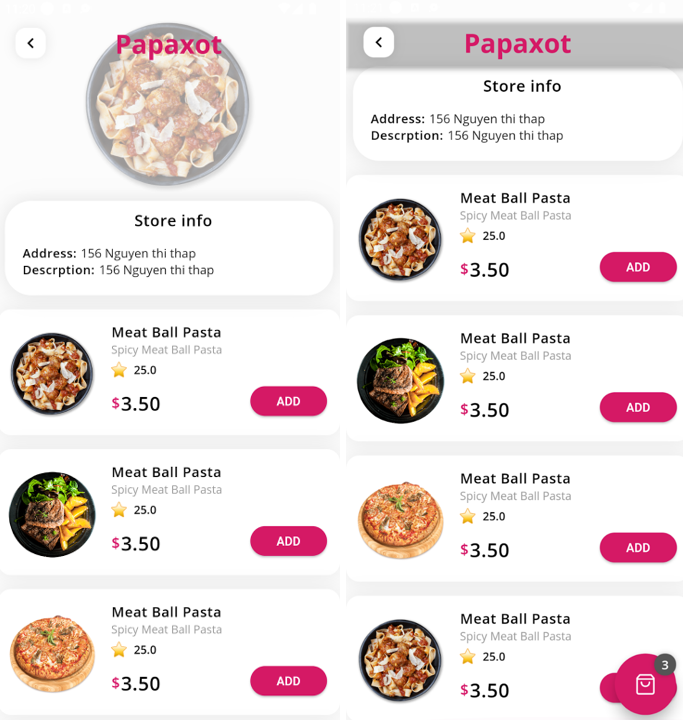 Papaxot
Store info
Address: 156 Nguyen thi thap
Descrption: 156 Nguyen thi thap
Meat Ball Pasta
Spicy Meat Ball Pasta
25.0
$3.50
ADD
Meat Ball Pasta
Spicy Meat Ball Pasta
25.0
$3.50
ADD
Meat Ball Pasta
Spicy Meat Ball Pasta
25.0
$3.50
ADD
Papaxot
Store info
Address: 156 Nguyen thi thap
Descrption: 156 Nguyen thi thap
Meat Ball Pasta
Spicy Meat Ball Pasta
25.0
$3.50
ADD
Meat Ball Pasta
Spicy Meat Ball Pasta
25.0
$3.50
ADD
Meat Ball Pasta
Spicy Meat Ball Pasta
25.0
$3.50
ADD
Meat Ball Pasta
Spicy Meat Ball Pasta
25.0
$3.50
3